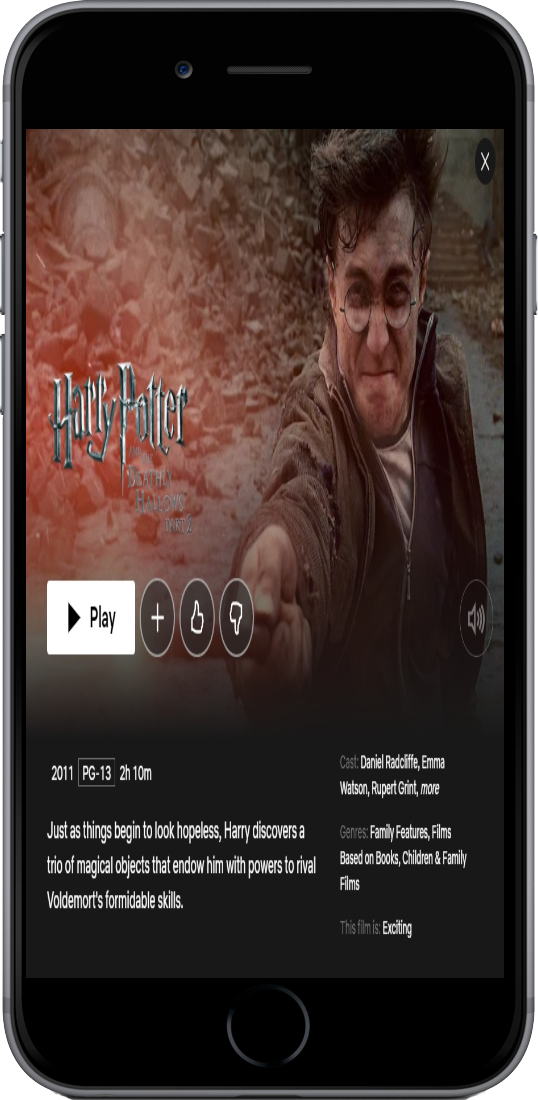 Harry Potter
AND THE
DEATHLY
HALLOWS
PART 2
Play
2011 PG-13 2h 10m
Just as things begin to look hopeless, Harry discovers a
trio of magical objects that endow him with powers to rival
Voldemort's formidable skills.
Cast: Daniel Radcliffe, Emma
Watson, Rupert Grint, more
Genres: Family Features, Films
Based on Books, Children & Family
Films
This film is: Exciting